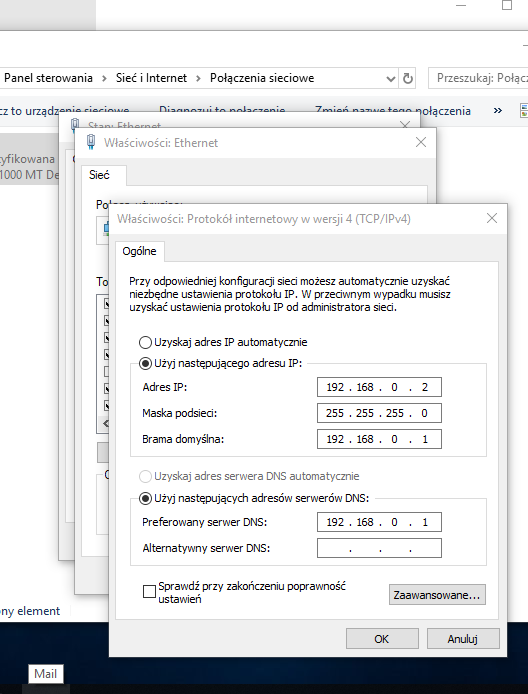 Panel sterowania > Sieć i Internet > Połączenia sieciowe
Przeszukaj: Połąc
cz to urządzenie sieciowe Diagnozuj to połączenie Zmień nazwę tego połączenia »
Stan: Ethernet
Właściwości: Ethernet
yfikowana
1000 MT De
Sieć
Właściwości: Protokół internetowy w wersji 4 (TCP/IPv4)
Ogólne
Przy odpowiedniej konfiguracji sieci możesz automatycznie uzyskać
niezbędne ustawienia protokołu IP. W przeciwnym wypadku musisz
uzyskać ustawienia protokołu IP od administratora sieci.
Uzyskaj adres IP automatycznie
Użyj następującego adresu IP:
Adres IP: 192 . 168 . 0 . 2
Maska podsieci: 255 . 255 . 255 . 0
Brama domyślna: 192 . 168 . 0 . 1
Uzyskaj adres serwera DNS automatycznie
Użyj następujących adresów serwerów DNS:
Preferowany serwer DNS: 192 . 168 . 0 . 1
Alternatywny serwer DNS: . . .
Sprawdź przy zakończeniu poprawność
ustawień
Zaawansowane...
ony element
OK Anuluj
Mail